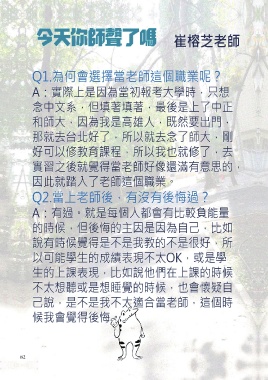 今天你師聲了嗎 崔榕芝老師
Q1.為何會選擇當老師這個職業呢？
A：實際上是因為當初報考大學時，只想
念中文系，但填著填著，最後是上了中正
和師大，因為我是高雄人，既然要出門，
那就去台北好了。所以就去念了師大，剛
好可以修教育課程。所以我也就修了，去
實習之後就覺得當老師好像還滿有意思的，
因此就踏入了老師這個職業。
Q2.當上老師後，有沒有後悔過？
A：有過。就是每個人都會有比較負能量
的時候，但後悔的主因是因為自己，比如
說有時候覺得是不是我教的不是很好，所
以可能學生的成績表現不太OK，或是學
生的上課表現，比如說他們在上課的時候
不太想聽或是想睡覺的時候，也會懷疑自
己說，是不是我不太適合當老師，這個時
候我會覺得後悔。